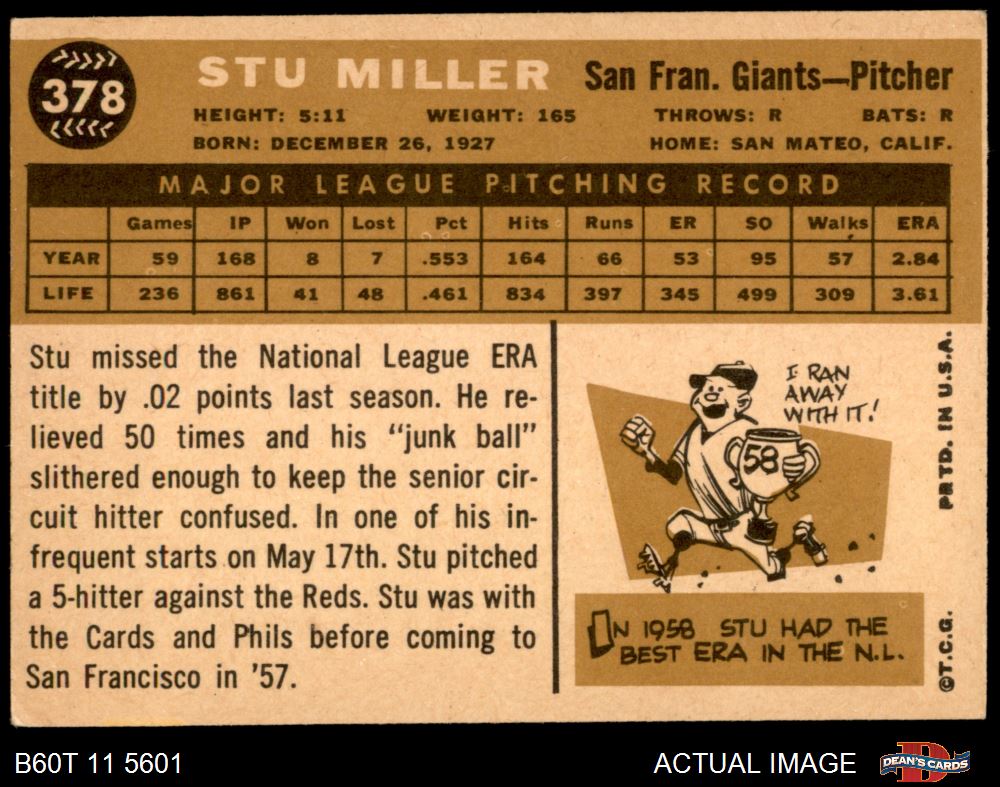 378
STU MILLER San Fran. Giants—Pitcher
HEIGHT: 5:11 WEIGHT: 165 THROWS: R BATS: R
BORN: DECEMBER 26, 1927 HOME: SAN MATEO, CALIF.
MAJOR LEAGUE PITCHING RECORD
Games IP Won Lost Pct Hits Runs ER SO Walks ERA
YEAR 59 168 8 7 .553 164 66 53 95 57 2.84
LIFE 236 861 41 48 .461 834 397 345 499 309 3.61
Stu missed the National League ERA
title by .02 points last season. He re-
lieved 50 times and his “junk ball”
slithered enough to keep the senior cir-
cuit hitter confused. In one of his in-
frequent starts on May 17th. Stu pitched
a 5-hitter against the Reds. Stu was with
the Cards and Phils before coming to
San Francisco in ’57.
I RAN
AWAY
WITH IT!
58
IN 1958 STU HAD THE
BEST ERA IN THE N.L.
©T.C.G. PRTD. IN U.S.A.
B60T 11 5601 ACTUAL IMAGE DEAN'S CARDS